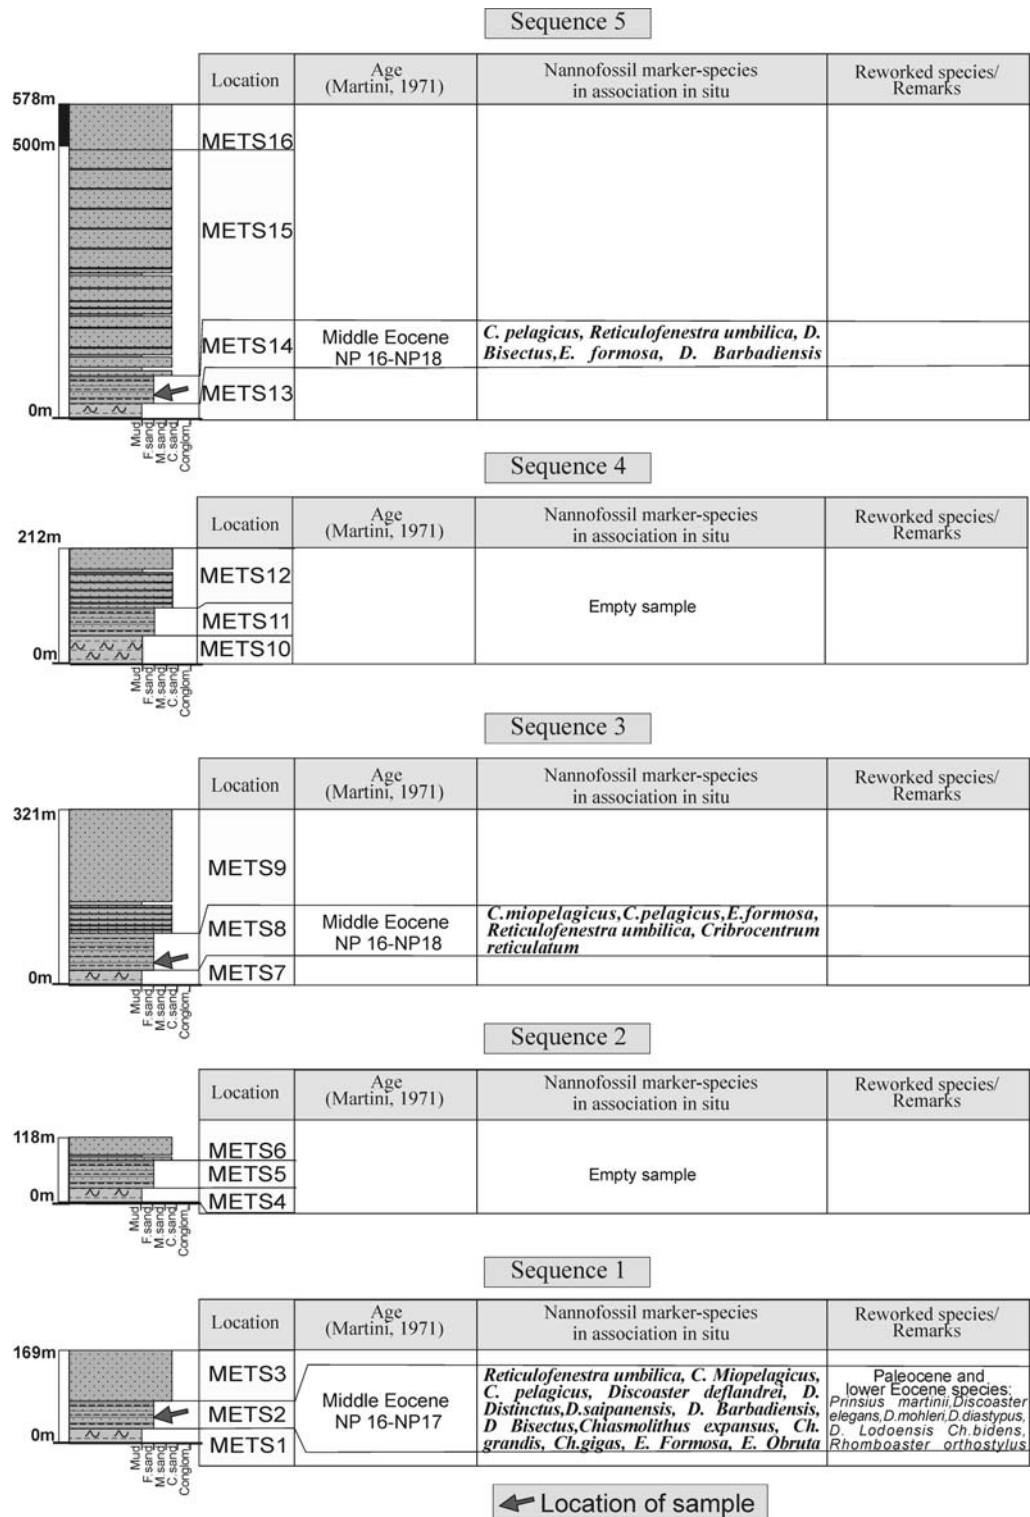 Sequence 5
Location
Age
(Martini, 1971)
Nannofossil marker-species
in association in situ
Reworked species/
Remarks
578m
500m
METS16
METS15
METS14
Middle Eocene
NP 16-NP18
C. pelagicus, Reticulofenestra umbilica, D.
Bisectus,E. formosa, D. Barbadiensis
METS13
0m
Mud
F.sand
M.sand
C.sand
Conglom
Sequence 4
Location
Age
(Martini, 1971)
Nannofossil marker-species
in association in situ
Reworked species/
Remarks
212m
METS12
Empty sample
METS11
METS10
0m
Mud
F.sand
M.sand
C.sand
Conglom
Sequence 3
Location
Age
(Martini, 1971)
Nannofossil marker-species
in association in situ
Reworked species/
Remarks
321m
METS9
METS8
Middle Eocene
NP 16-NP18
C.miopelagicus,C.pelagicus,E.formosa,
Reticulofenestra umbilica, Cribrocentrum
reticulatum
METS7
0m
Mud
F.sand
M.sand
C.sand
Conglom
Sequence 2
Location
Age
(Martini, 1971)
Nannofossil marker-species
in association in situ
Reworked species/
Remarks
118m
METS6
METS5
Empty sample
METS4
0m
Mud
F.sand
M.sand
C.sand
Conglom
Sequence 1
Location
Age
(Martini, 1971)
Nannofossil marker-species
in association in situ
Reworked species/
Remarks
169m
METS3
METS2
METS1
0m
Middle Eocene
NP 16-NP17
Reticulofenestra umbilica, C. Miopelagicus,
C. pelagicus, Discoaster deflandrei, D.
Distinctus,D.saipanensis, D. Barbadiensis,
D Bisectus,Chiasmolithus expansus, Ch.
grandis, Ch.gigas, E. Formosa, E. Obruta
Paleocene and
lower Eocene species:
Prinsius martinii,Discoaster
elegans,D.mohleri,D.diastypus,
D. Lodoensis Ch.bidens,
Rhomboaster orthostylus
Mud
F.sand
M.sand
C.sand
Conglom
Location of sample